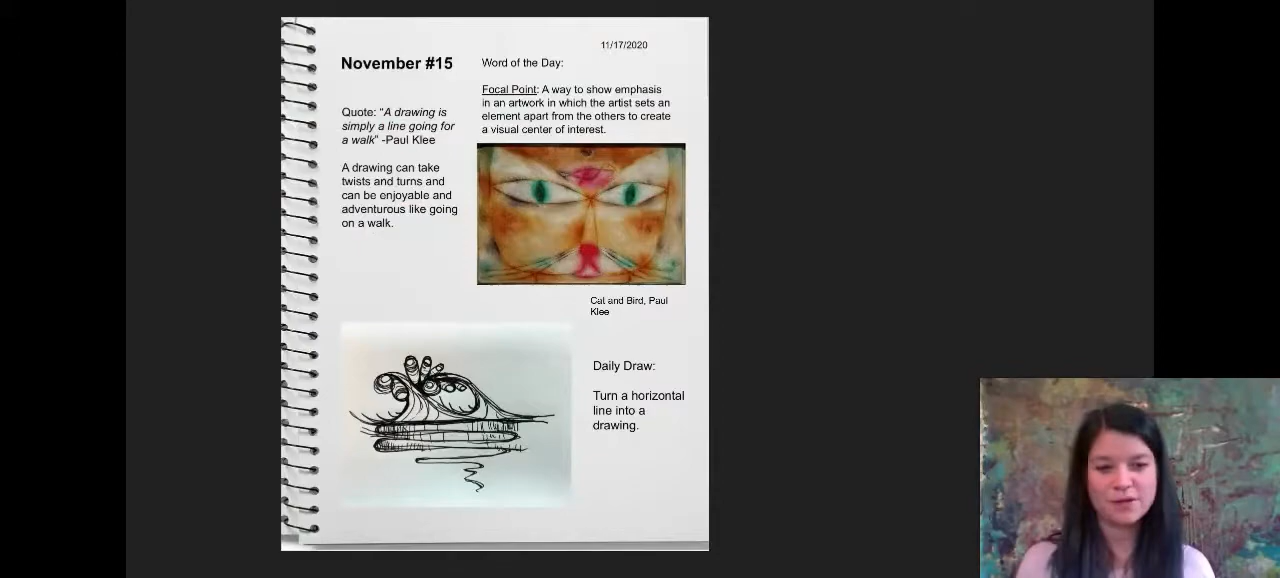 11/17/2020
November #15
Quote: "A drawing is
simply a line going for
a walk" -Paul Klee
A drawing can take
twists and turns and
can be enjoyable and
adventurous like going
on a walk.
Word of the Day:
Focal Point: A way to show emphasis
in an artwork in which the artist sets an
element apart from the others to create
a visual center of interest.
Cat and Bird, Paul
Klee
Daily Draw:
Turn a horizontal
line into a
drawing.